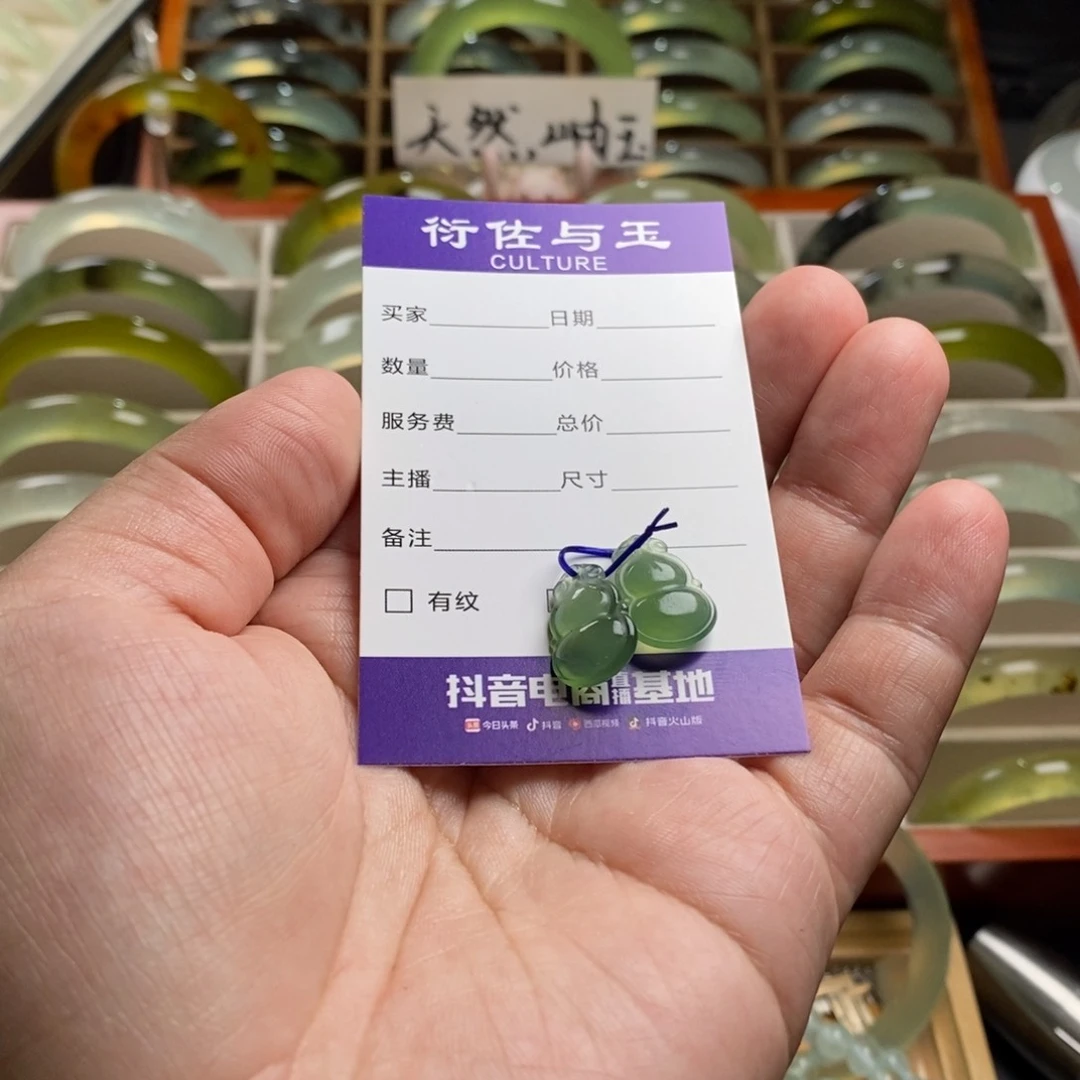 天然岫玉
衍佐与玉
CULTURE
买家 日期
数量 价格
服务费 总价
主播 尺寸
备注
有纹
抖音电商直播基地
今日头条 抖音 西瓜视频 抖音火山版